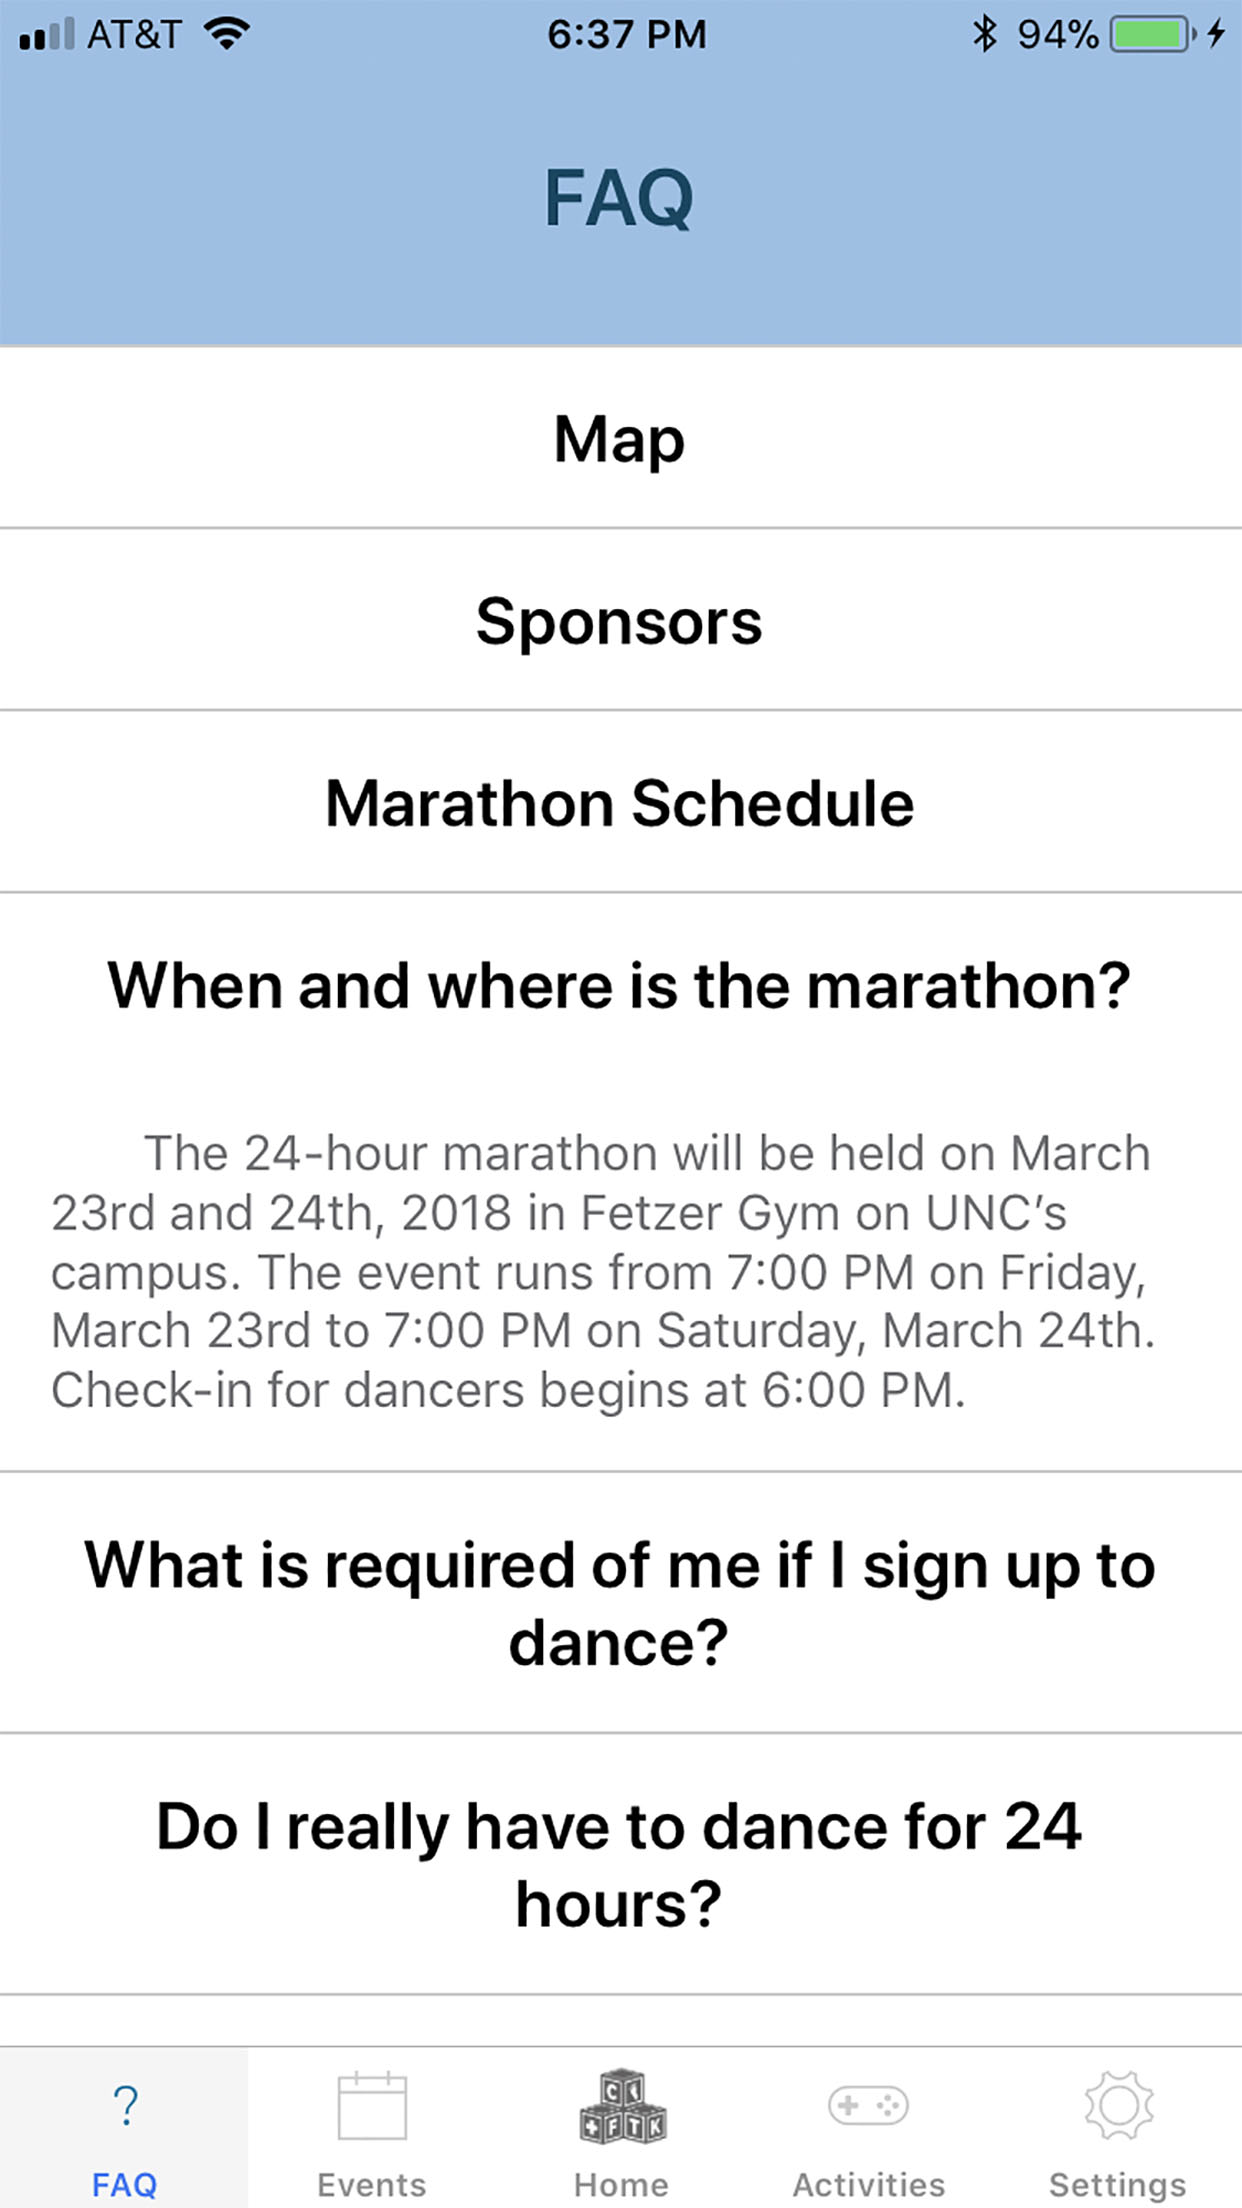 AT&T 6:37 PM 94%
FAQ
Map
Sponsors
Marathon Schedule
When and where is the marathon?
The 24-hour marathon will be held on March
23rd and 24th, 2018 in Fetzer Gym on UNC’s
campus. The event runs from 7:00 PM on Friday,
March 23rd to 7:00 PM on Saturday, March 24th.
Check-in for dancers begins at 6:00 PM.
What is required of me if I sign up to
dance?
Do I really have to dance for 24
hours?
?
C
FTK
FAQ Events Home Activities Settings